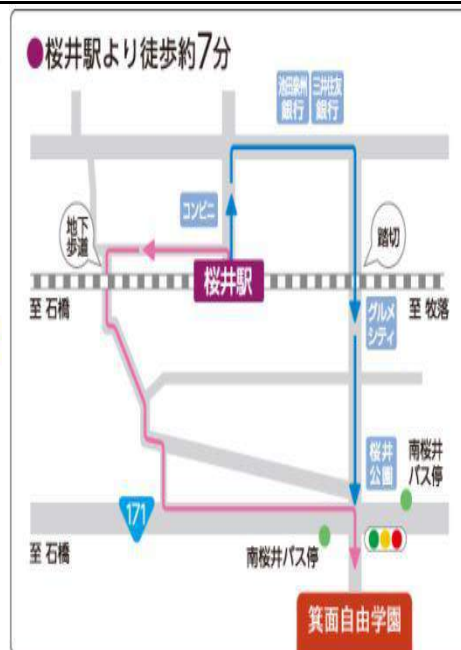 ●桜井駅より徒歩約7分
池田泉州
銀行
三井住友
銀行
コンビニ
地下
歩道
踏切
桜井駅
至 石橋
グルメ
シティ
至 牧落
桜井
公園
南桜井
バス停
171
至 石橋
南桜井バス停
箕面自由学園